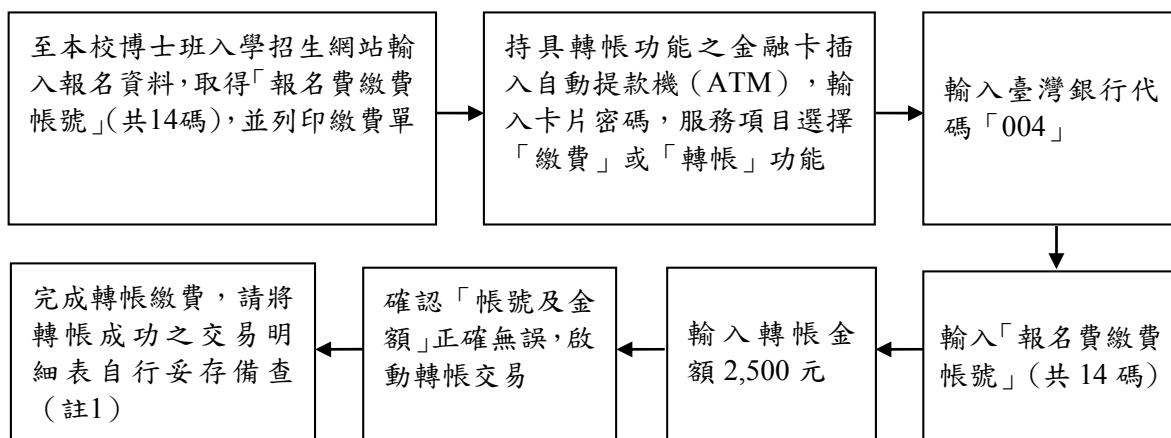 至本校博士班入學招生網站輸
入報名資料，取得「報名費繳費
帳號」（共14碼），並列印繳費單
持具轉帳功能之金融卡插
入自動提款機（ATM），輸
入卡片密碼，服務項目選擇
「繳費」或「轉帳」功能
輸入臺灣銀行代
碼「004」
輸入「報名費繳費
帳號」（共 14 碼）
輸入轉帳金
額 2,500 元
確認「帳號及金
額」正確無誤，啟
動轉帳交易
完成轉帳繳費，請將
轉帳成功之交易明
細表自行妥存備查
（註1）